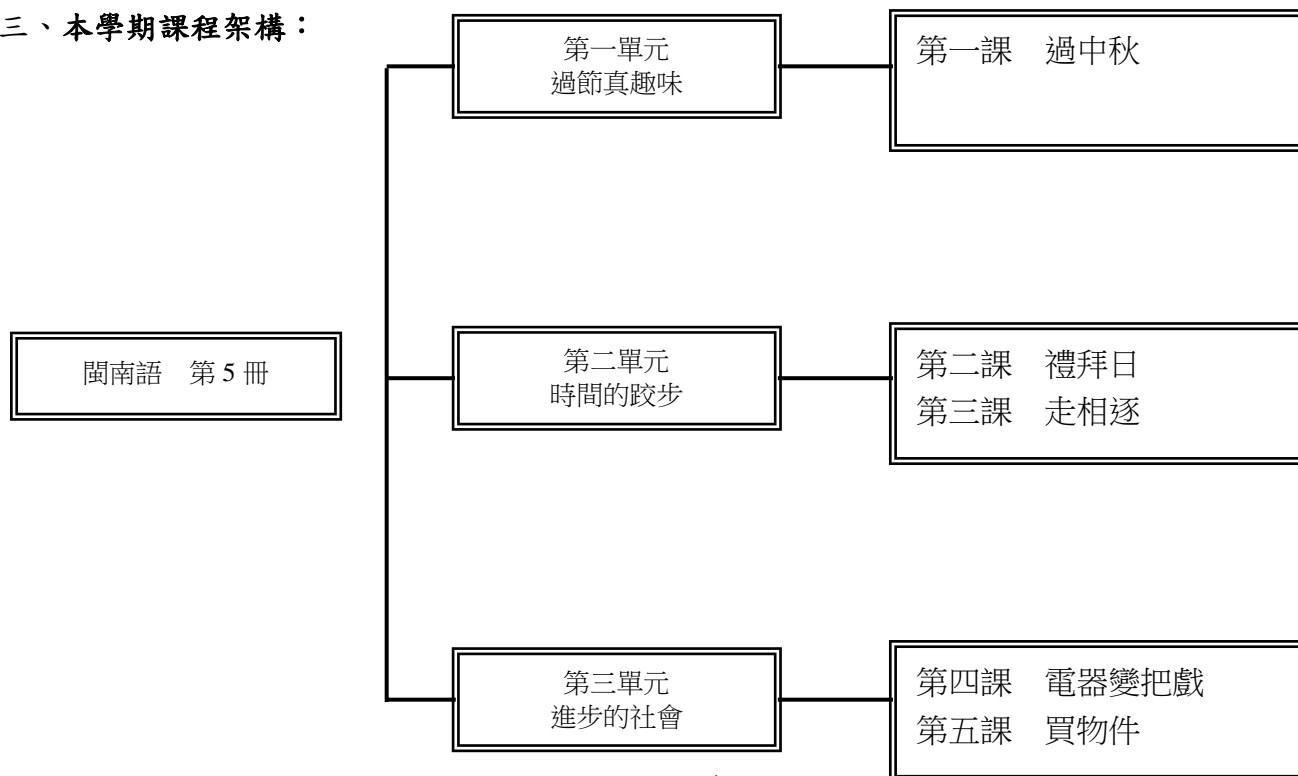 三、本學期課程架構：
第一單元
過節真趣味
第一課　過中秋
閩南語　第 5 冊
第二單元
時間的跤步
第二課　禮拜日
第三課　走相逐
第三單元
進步的社會
第四課　電器變把戲
第五課　買物件